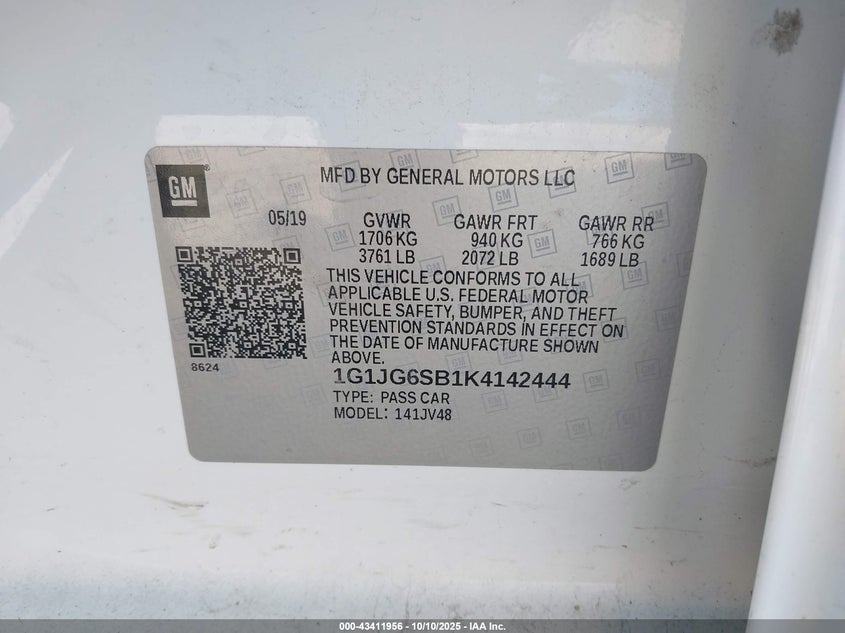 GM
MFD BY GENERAL MOTORS LLC
05/19 GVWR GAWR FRT GAWR RR
1706 KG 940 KG 766 KG
3761 LB 2072 LB 1689 LB
THIS VEHICLE CONFORMS TO ALL
APPLICABLE U.S. FEDERAL MOTOR
VEHICLE SAFETY, BUMPER, AND THEFT
PREVENTION STANDARDS IN EFFECT ON
THE DATE OF MANUFACTURE SHOWN
ABOVE.
8624
1G1JG6SB1K4142444
TYPE: PASS CAR
MODEL: 141JV48
000-43411956 - 10/10/2025 - IAA Inc.